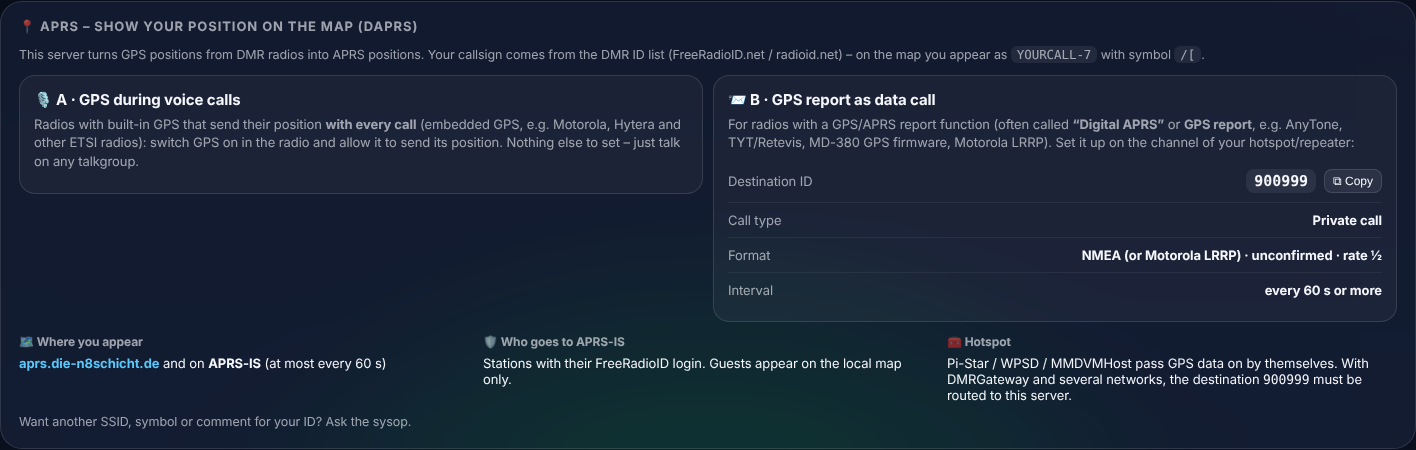 📍 APRS – SHOW YOUR POSITION ON THE MAP (DAPRS)
This server turns GPS positions from DMR radios into APRS positions. Your callsign comes from the DMR ID list (FreeRadioID.net / radioid.net) – on the map you appear as YOURCALL-7 with symbol /[ .
🎙️ A · GPS during voice calls
Radios with built-in GPS that send their position with every call (embedded GPS, e.g. Motorola, Hytera and
other ETSI radios): switch GPS on in the radio and allow it to send its position. Nothing else to set – just talk
on any talkgroup.
📨 B · GPS report as data call
For radios with a GPS/APRS report function (often called “Digital APRS” or GPS report, e.g. AnyTone,
TYT/Retevis, MD-380 GPS firmware, Motorola LRRP). Set it up on the channel of your hotspot/repeater:
Destination ID 900999 ⧉ Copy
Call type Private call
Format NMEA (or Motorola LRRP) · unconfirmed · rate ½
Interval every 60 s or more
🗺️ Where you appear
aprs.die-n8schicht.de and on APRS-IS (at most every 60 s)
🛡️ Who goes to APRS-IS
Stations with their FreeRadioID login. Guests appear on the local map
only.
🧰 Hotspot
Pi-Star / WPSD / MMDVMHost pass GPS data on by themselves. With
DMRGateway and several networks, the destination 900999 must be
routed to this server.
Want another SSID, symbol or comment for your ID? Ask the sysop.